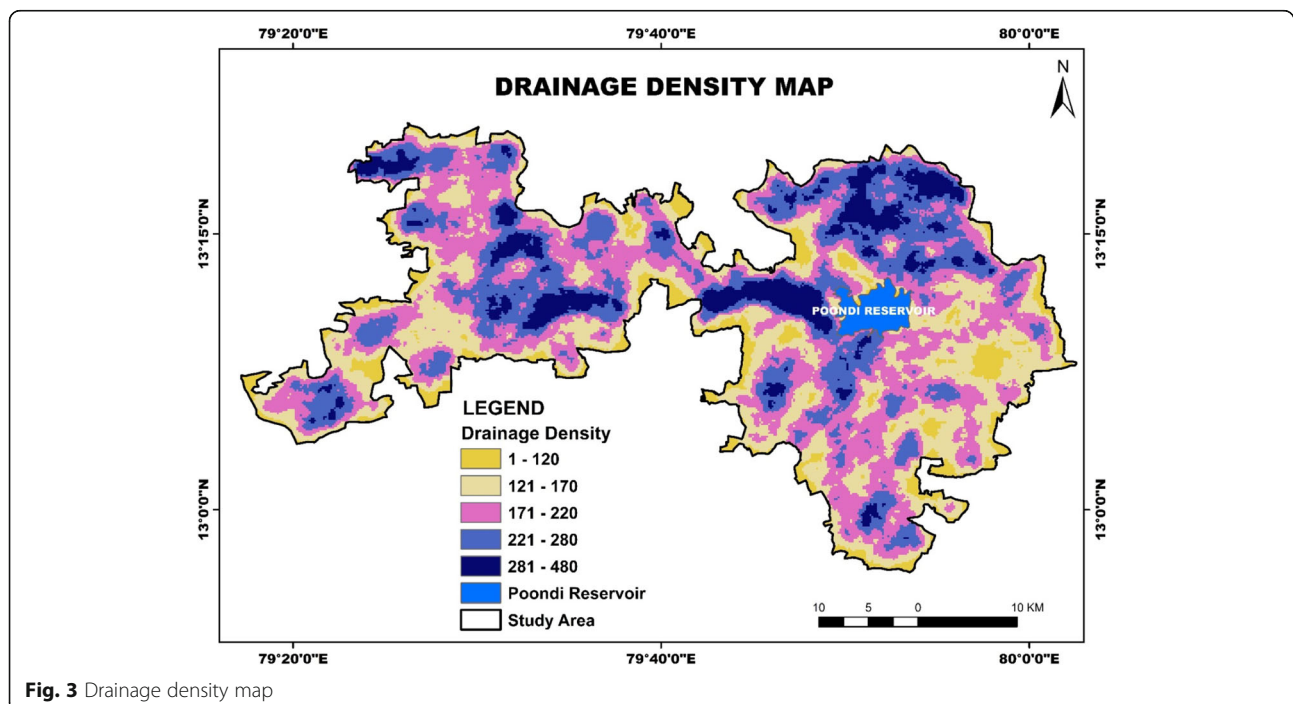 79°20'0"E 79°40'0"E 80°0'0"E
DRAINAGE DENSITY MAP
N
13°15'0"N 13°15'0"N
POONDI RESERVOIR
LEGEND
Drainage Density
1 - 120
121 - 170
171 - 220
221 - 280
281 - 480
Poondi Reservoir
Study Area
13°0'0"N 13°0'0"N
10 5 0 10 KM
79°20'0"E 79°40'0"E 80°0'0"E
Fig. 3 Drainage density map